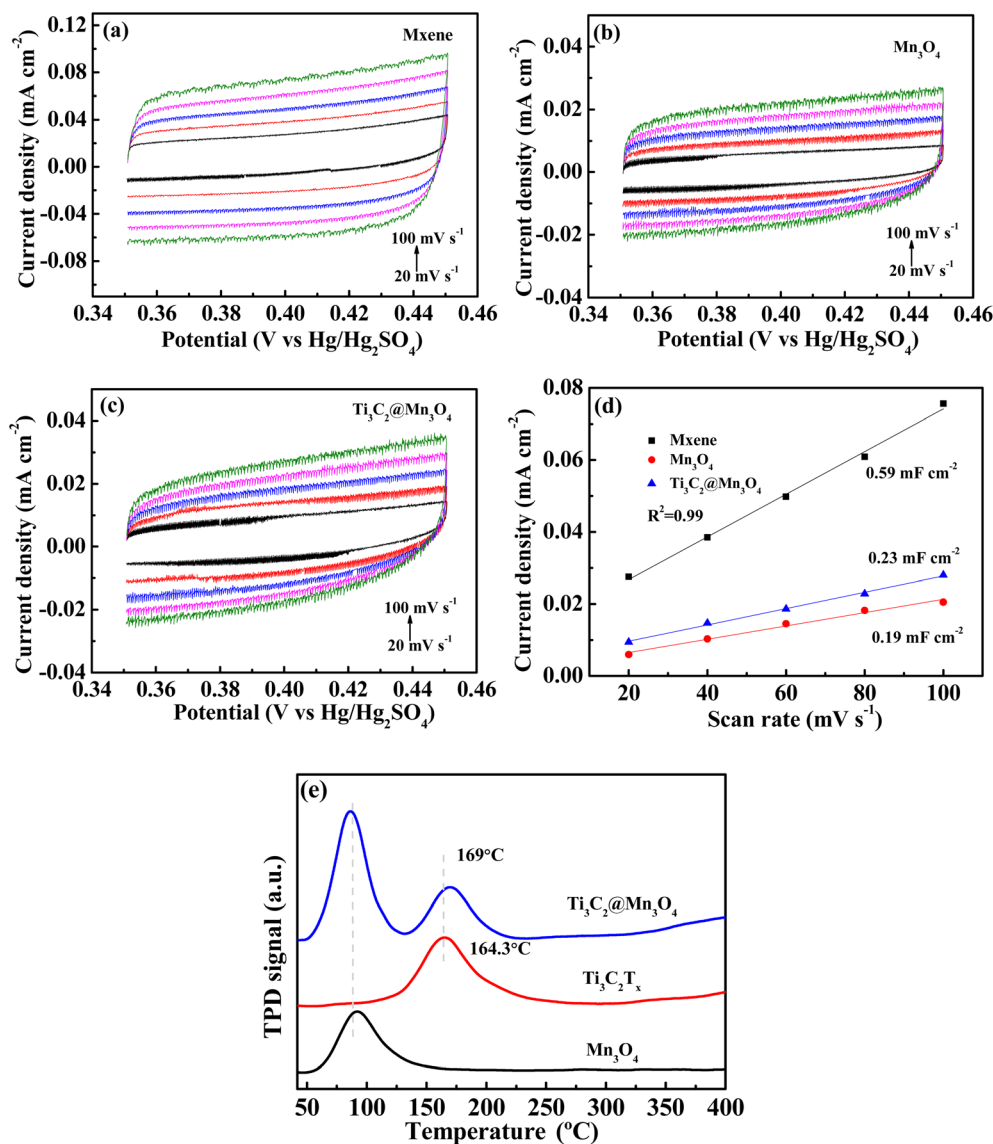 (a)
Mxene
Current density (mA cm⁻²)
0.12
0.08
0.04
0.00
-0.04
-0.08
100 mV s⁻¹
20 mV s⁻¹
0.34 0.36 0.38 0.40 0.42 0.44 0.46
Potential (V vs Hg/Hg₂SO₄)
(b)
Mn₃O₄
Current density (mA cm⁻²)
0.04
0.02
0.00
-0.02
-0.04
100 mV s⁻¹
20 mV s⁻¹
0.34 0.36 0.38 0.40 0.42 0.44 0.46
Potential (V vs Hg/Hg₂SO₄)
(c)
Ti₃C₂@Mn₃O₄
Current density (mA cm⁻²)
0.04
0.02
0.00
-0.02
-0.04
100 mV s⁻¹
20 mV s⁻¹
0.34 0.36 0.38 0.40 0.42 0.44 0.46
Potential (V vs Hg/Hg₂SO₄)
(d)
Current density (mA cm⁻²)
0.08
0.06
0.04
0.02
0.00
Mxene
Mn₃O₄
Ti₃C₂@Mn₃O₄
R²=0.99
0.59 mF cm⁻²
0.23 mF cm⁻²
0.19 mF cm⁻²
20 40 60 80 100
Scan rate (mV s⁻¹)
(e)
TPD signal (a.u.)
169°C
Ti₃C₂@Mn₃O₄
164.3°C
Ti₃C₂Tₓ
Mn₃O₄
50 100 150 200 250 300 350 400
Temperature (ºC)